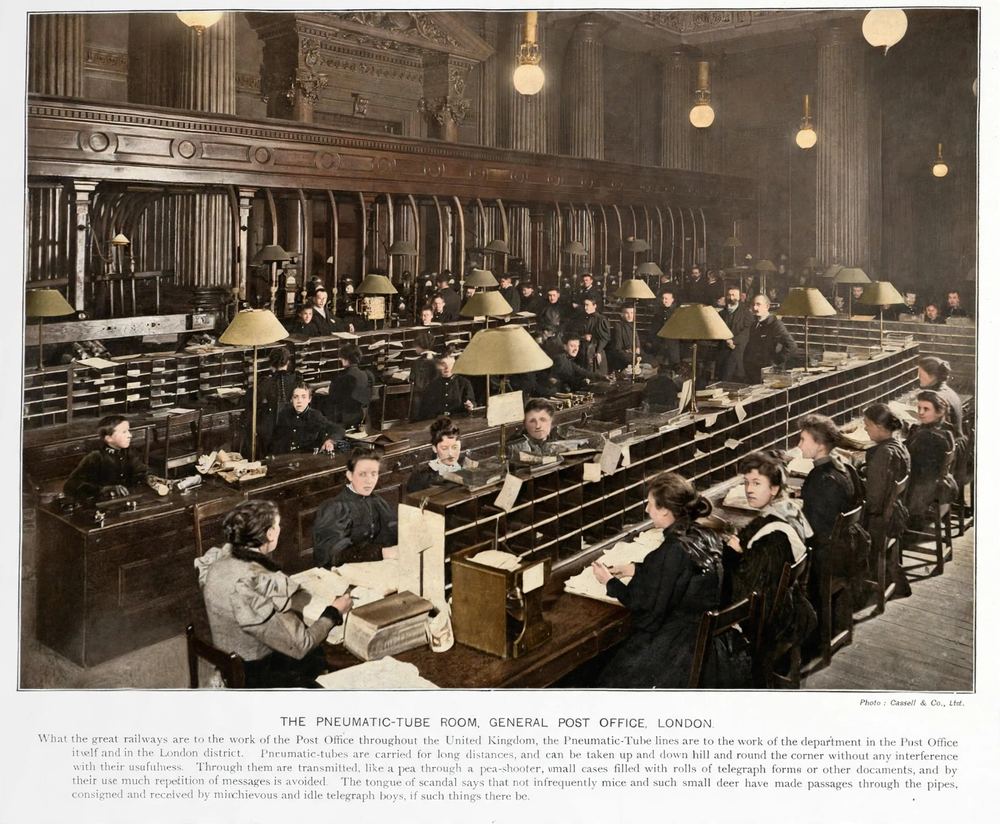 Photo: Cassell & Co., Ltd.
THE PNEUMATIC-TUBE ROOM, GENERAL POST OFFICE, LONDON.
What the great railways are to the work of the Post Office throughout the United Kingdom, the Pneumatic-Tube lines are to the work of the department in the Post Office
itself and in the London district. Pneumatic-tubes are carried for long distances, and can be taken up and down hill and round the corner without any interference
with their usufulness. Through them are transmitted, like a pea through a pea-shooter, small cases filled with rolls of telegraph forms or other documents, and by
their use much repetition of messages is avoided. The tongue of scandal says that not infrequently mice and such small deer have made passages through the pipes,
consigned and received by mischievous and idle telegraph boys, if such things there be.